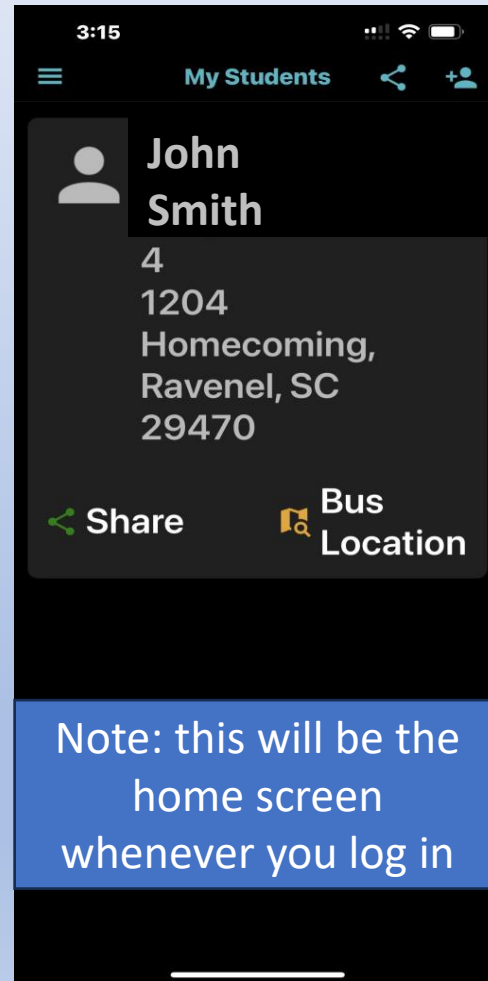 3:15
My Students
John
Smith
4
1204
Homecoming,
Ravenel, SC
29470
Share
Bus
Location
Note: this will be the
home screen
whenever you log in